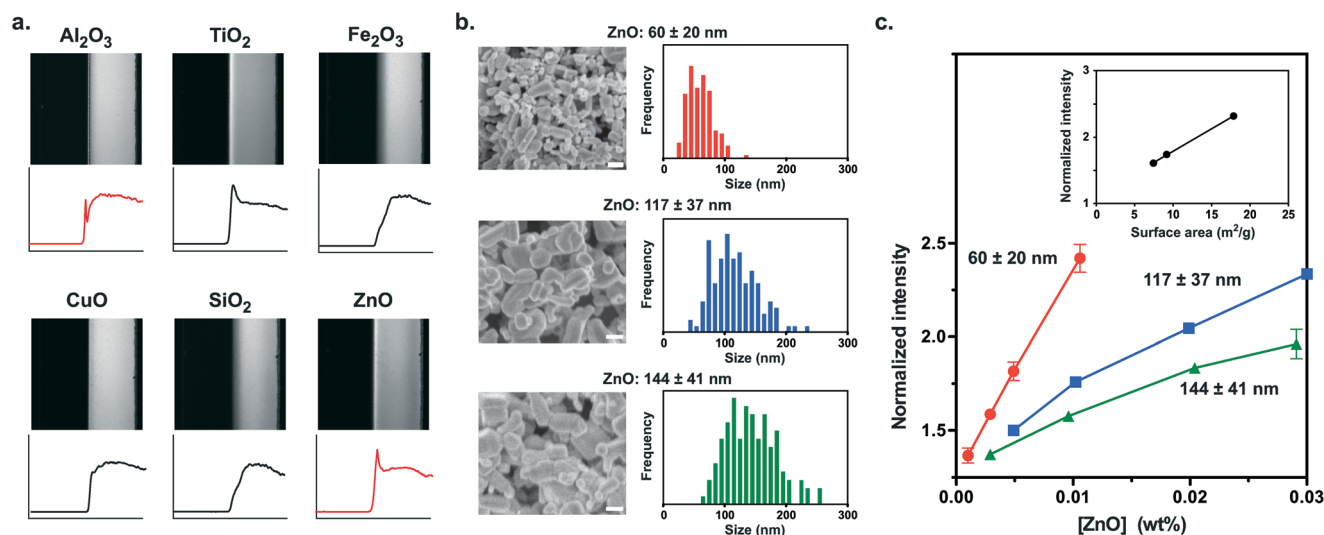 a.
Al₂O₃
TiO₂
Fe₂O₃
CuO
SiO₂
ZnO
b.
ZnO: 60 ± 20 nm
Frequency
0
100
200
300
Size (nm)
ZnO: 117 ± 37 nm
Frequency
0
100
200
300
Size (nm)
ZnO: 144 ± 41 nm
Frequency
0
100
200
300
Size (nm)
c.
Normalized intensity
2.5
2.0
1.5
0.00
0.01
0.02
0.03
[ZnO] (wt%)
60 ± 20 nm
117 ± 37 nm
144 ± 41 nm
Normalized intensity
3
2
1
0
5
10
15
20
25
Surface area (m²/g)